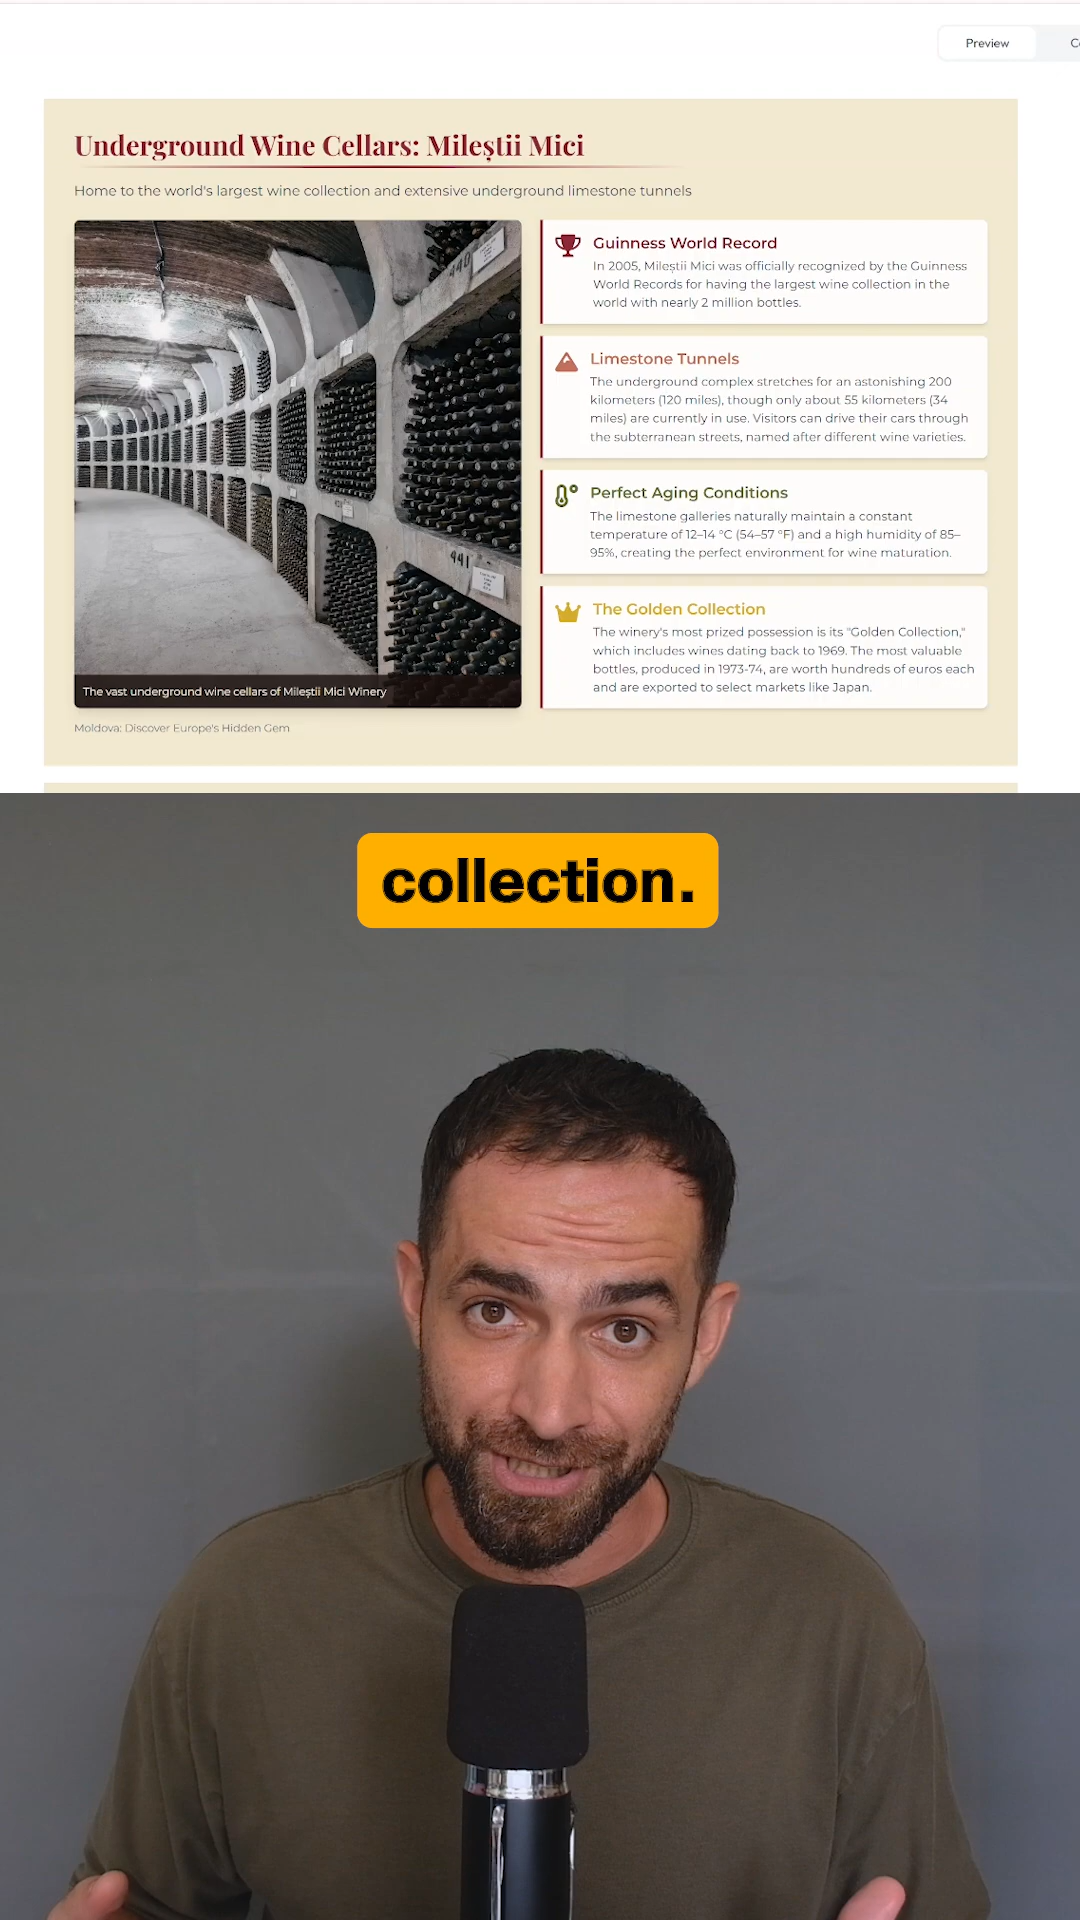 Preview
Underground Wine Cellars: Mileștii Mici
Home to the world's largest wine collection and extensive underground limestone tunnels
440
441
The vast underground wine cellars of Mileștii Mici Winery
Guinness World Record
In 2005, Mileștii Mici was officially recognized by the Guinness
World Records for having the largest wine collection in the
world with nearly 2 million bottles.
Limestone Tunnels
The underground complex stretches for an astonishing 200
kilometers (120 miles), though only about 55 kilometers (34
miles) are currently in use. Visitors can drive their cars through
the subterranean streets, named after different wine varieties.
Perfect Aging Conditions
The limestone galleries naturally maintain a constant
temperature of 12–14 °C (54–57 °F) and a high humidity of 85–
95%, creating the perfect environment for wine maturation.
The Golden Collection
The winery's most prized possession is its "Golden Collection,"
which includes wines dating back to 1969. The most valuable
bottles, produced in 1973-74, are worth hundreds of euros each
and are exported to select markets like Japan.
Moldova: Discover Europe's Hidden Gem
collection.